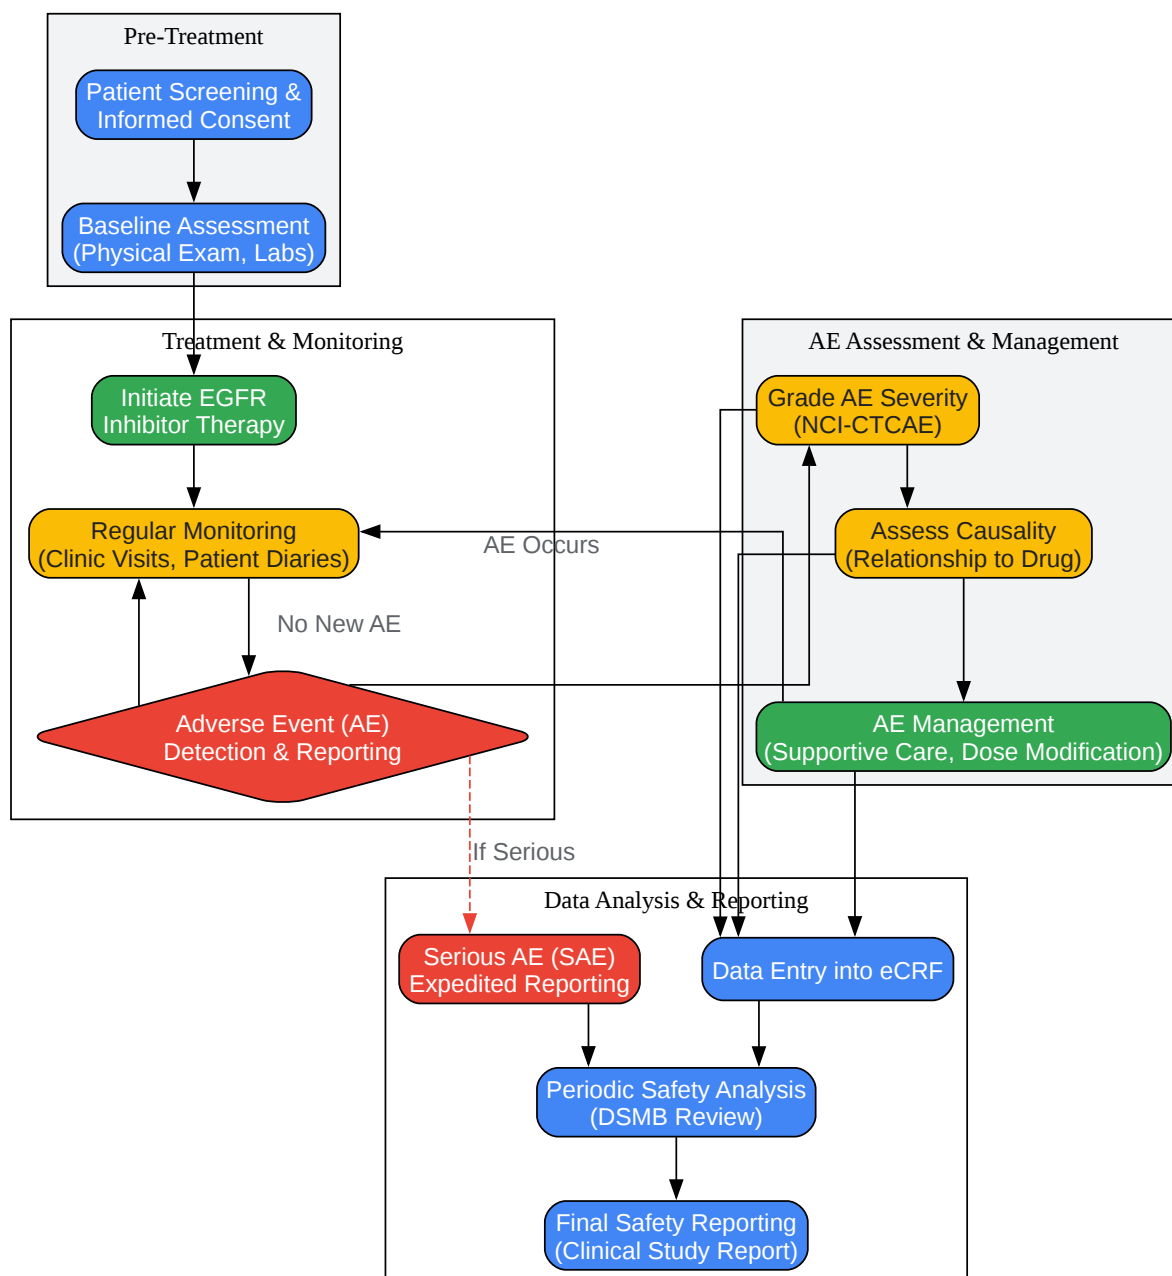 Pre-Treatment
Patient Screening &
Informed Consent
Baseline Assessment
(Physical Exam, Labs)
Treatment & Monitoring
Initiate EGFR
Inhibitor Therapy
Regular Monitoring
(Clinic Visits, Patient Diaries)
AE Occurs
No New AE
Adverse Event (AE)
Detection & Reporting
AE Assessment & Management
Grade AE Severity
(NCI-CTCAE)
Assess Causality
(Relationship to Drug)
AE Management
(Supportive Care, Dose Modification)
If Serious
Data Analysis & Reporting
Serious AE (SAE)
Expedited Reporting
Data Entry into eCRF
Periodic Safety Analysis
(DSMB Review)
Final Safety Reporting
(Clinical Study Report)